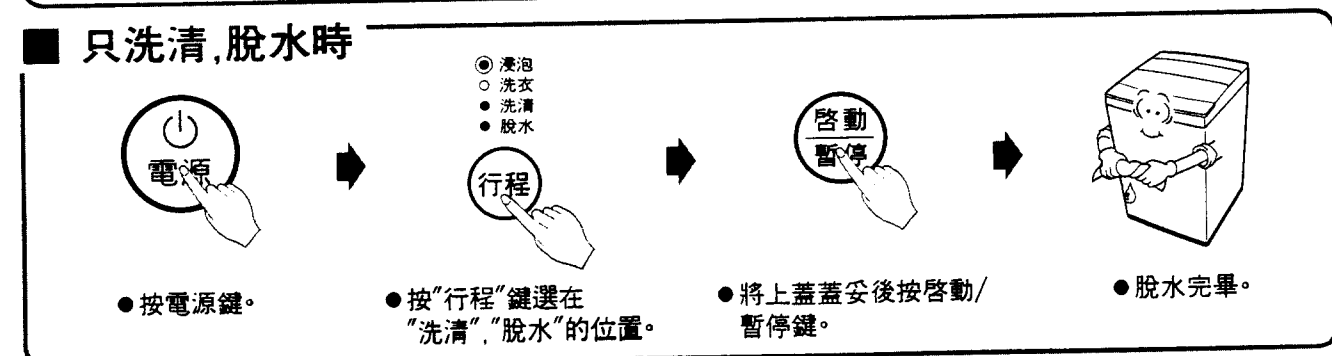 ■ 只洗清,脫水時
浸泡
洗衣
洗清
脫水
電源
行程
啓動
暫停
●按電源鍵。
●按"行程"鍵選在
"洗清","脫水"的位置。
●將上蓋蓋妥後按啓動/
暫停鍵。
●脫水完畢。